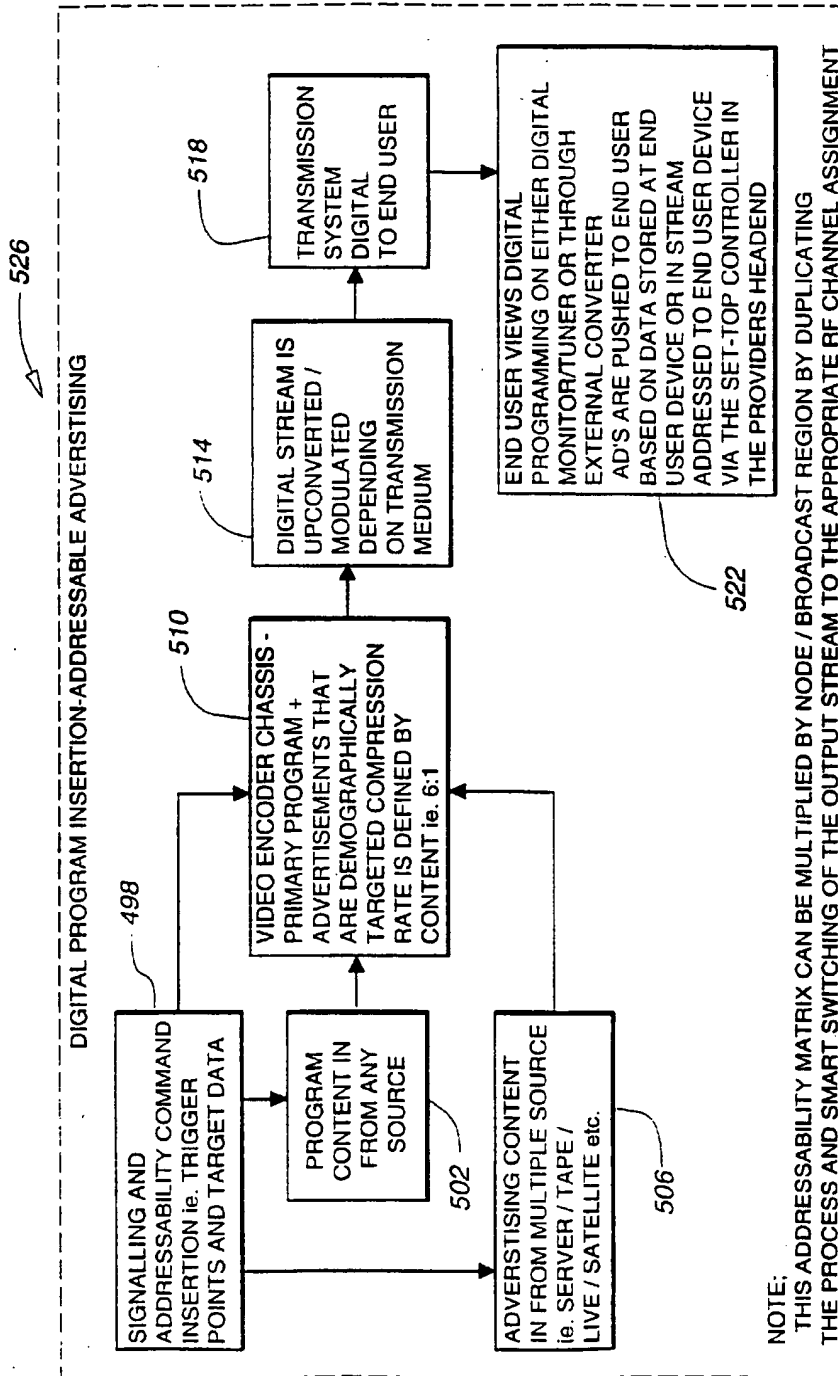 526
DIGITAL PROGRAM INSERTION-ADDRESSABLE ADVERSTISING
SIGNALLING AND
ADDRESSABILITY COMMAND
INSERTION ie. TRIGGER
POINTS AND TARGET DATA
498
PROGRAM
CONTENT IN
FROM ANY
SOURCE
502
ADVERSTISING CONTENT
IN FROM MULTIPLE SOURCE
ie. SERVER / TAPE /
LIVE / SATELLITE etc.
506
VIDEO ENCODER CHASSIS -
PRIMARY PROGRAM +
ADVERTISEMENTS THAT
ARE DEMOGRAPHICALLY
TARGETED COMPRESSION
RATE IS DEFINED BY
CONTENT ie. 6:1
510
DIGITAL STREAM IS
UPCONVERTED /
MODULATED
DEPENDING
ON TRANSMISSION
MEDIUM
514
TRANSMISSION
SYSTEM
DIGITAL
TO END USER
518
END USER VIEWS DIGITAL
PROGRAMMING ON EITHER DIGITAL
MONITOR/TUNER OR THROUGH
EXTERNAL CONVERTER
AD'S ARE PUSHED TO END USER
BASED ON DATA STORED AT END
USER DEVICE OR IN STREAM
ADDRESSED TO END USER DEVICE
VIA THE SET-TOP CONTROLLER IN
THE PROVIDERS HEADEND
522
NOTE;
THIS ADDRESSABILITY MATRIX CAN BE MULTIPLIED BY NODE / BROADCAST REGION BY DUPLICATING
THE PROCESS AND SMART SWITCHING OF THE OUTPUT STREAM TO THE APPROPRIATE RF CHANNEL ASSIGNMENT